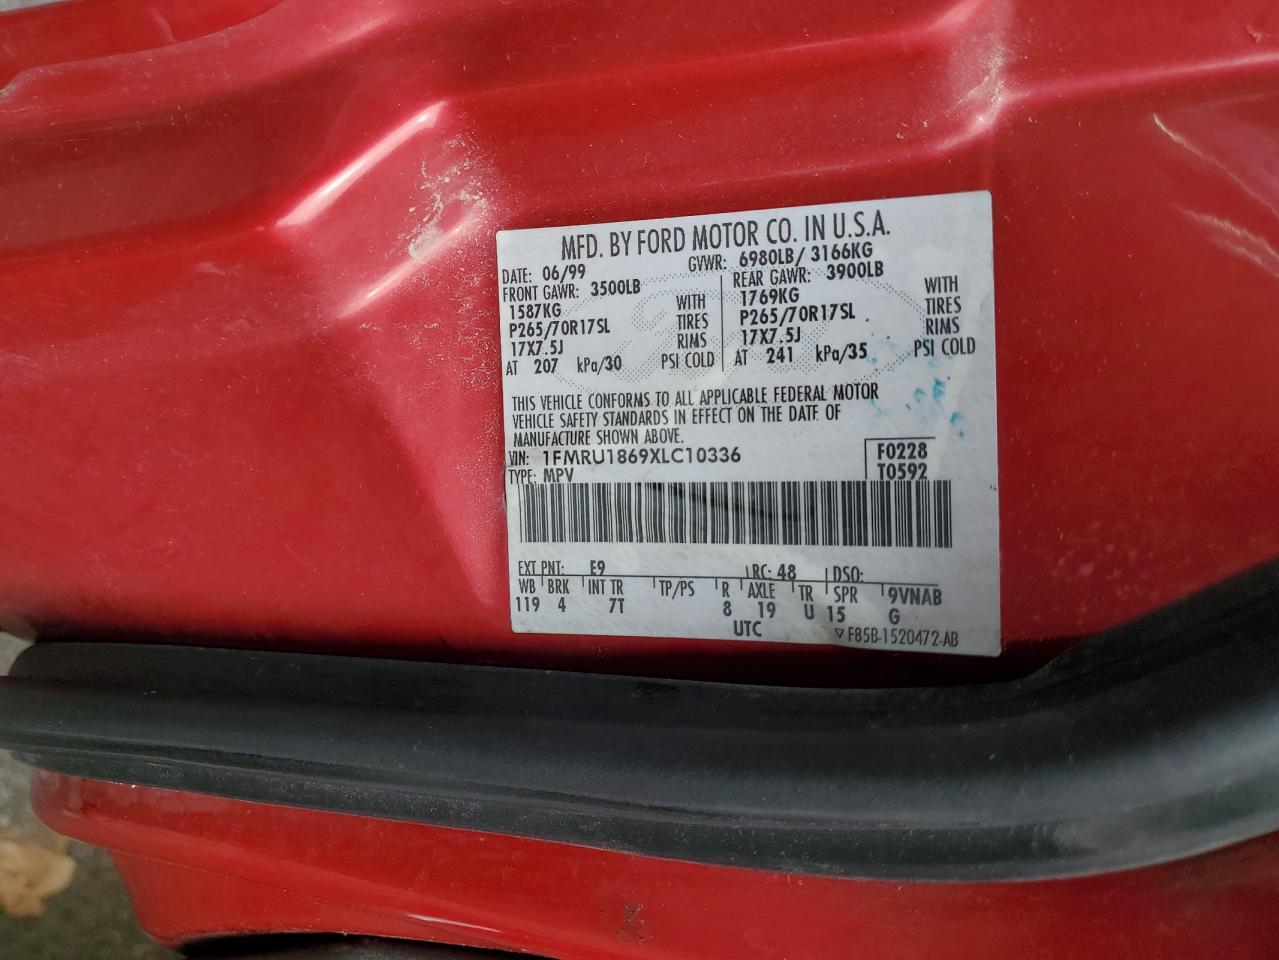 MFD. BY FORD MOTOR CO. IN U.S.A.
DATE: 06/99 GVWR: 6980LB/ 3166KG
FRONT GAWR: 3500LB REAR GAWR: 3900LB
1587KG WITH 1769KG WITH
P265/70R17SL TIRES P265/70R17SL TIRES
17X7.5J RIMS 17X7.5J RIMS
AT 207 kPa/30 PSI COLD AT 241 kPa/35 PSI COLD
THIS VEHICLE CONFORMS TO ALL APPLICABLE FEDERAL MOTOR
VEHICLE SAFETY STANDARDS IN EFFECT ON THE DATE OF
MANUFACTURE SHOWN ABOVE.
VIN: 1FMRU1869XLC10336 F0228
TYPE: MPV T0592
EXT PNT: E9 RC: 48 DSO:
WB BRK INT TR TP/PS R AXLE TR SPR 9VNAB
119 4 7T 8 19 U 15 G
UTC ▽F85B-1520472-AB